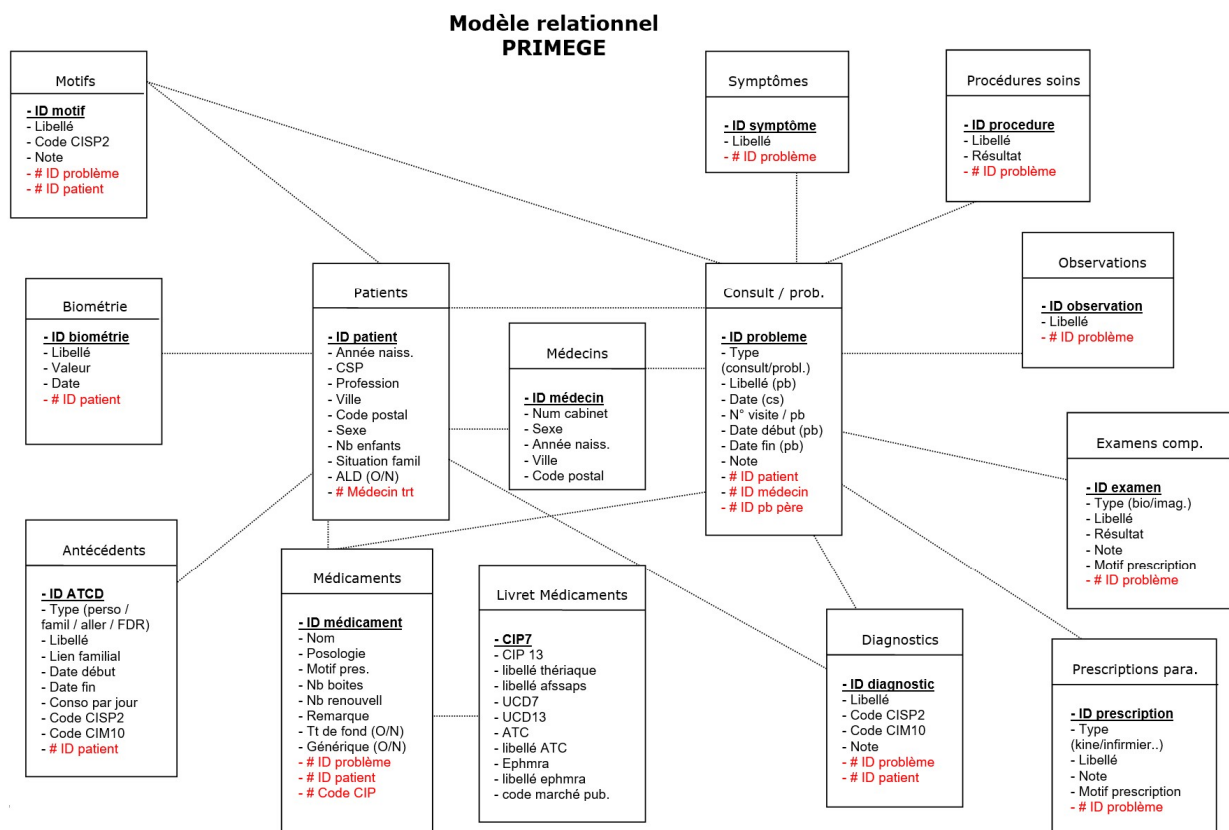 Modèle relationnel
PRIMEGE
Motifs
- ID motif
- Libellé
- Code CISP2
- Note
- # ID problème
- # ID patient
Symptômes
- ID symptôme
- Libellé
- # ID problème
Procédures soins
- ID procedure
- Libellé
- Résultat
- # ID problème
Biométrie
- ID biométrie
- Libellé
- Valeur
- Date
- # ID patient
Patients
- ID patient
- Année naiss.
- CSP
- Profession
- Ville
- Code postal
- Sexe
- Nb enfants
- Situation famil
- ALD (O/N)
- # Médecin trt
Médecins
- ID médecin
- Num cabinet
- Sexe
- Année naiss.
- Ville
- Code postal
Consult / prob.
- ID probleme
- Type
(consult/probl.)
- Libellé (pb)
- Date (cs)
- N° visite / pb
- Date début (pb)
- Date fin (pb)
- Note
- # ID patient
- # ID médecin
- # ID pb père
Observations
- ID observation
- Libellé
- # ID problème
Examens comp.
- ID examen
- Type (bio/imag.)
- Libellé
- Résultat
- Note
- Motif prescription
- # ID problème
Antécédents
- ID ATCD
- Type (perso /
famil / aller / FDR)
- Libellé
- Lien familial
- Date début
- Date fin
- Conso par jour
- Code CISP2
- Code CIM10
- # ID patient
Médicaments
- ID médicament
- Nom
- Posologie
- Motif pres.
- Nb boites
- Nb renouvell
- Remarque
- Tt de fond (O/N)
- Générique (O/N)
- # ID problème
- # ID patient
- # Code CIP
Livret Médicaments
- CIP7
- CIP 13
- libellé thériaque
- libellé afssaps
- UCD7
- UCD13
- ATC
- libellé ATC
- Ephmra
- libellé ephmra
- code marché pub.
Diagnostics
- ID diagnostic
- Libellé
- Code CISP2
- Code CIM10
- Note
- # ID problème
- # ID patient
Prescriptions para.
- ID prescription
- Type
(kine/infirmier..)
- Libellé
- Note
- Motif prescription
- # ID problème